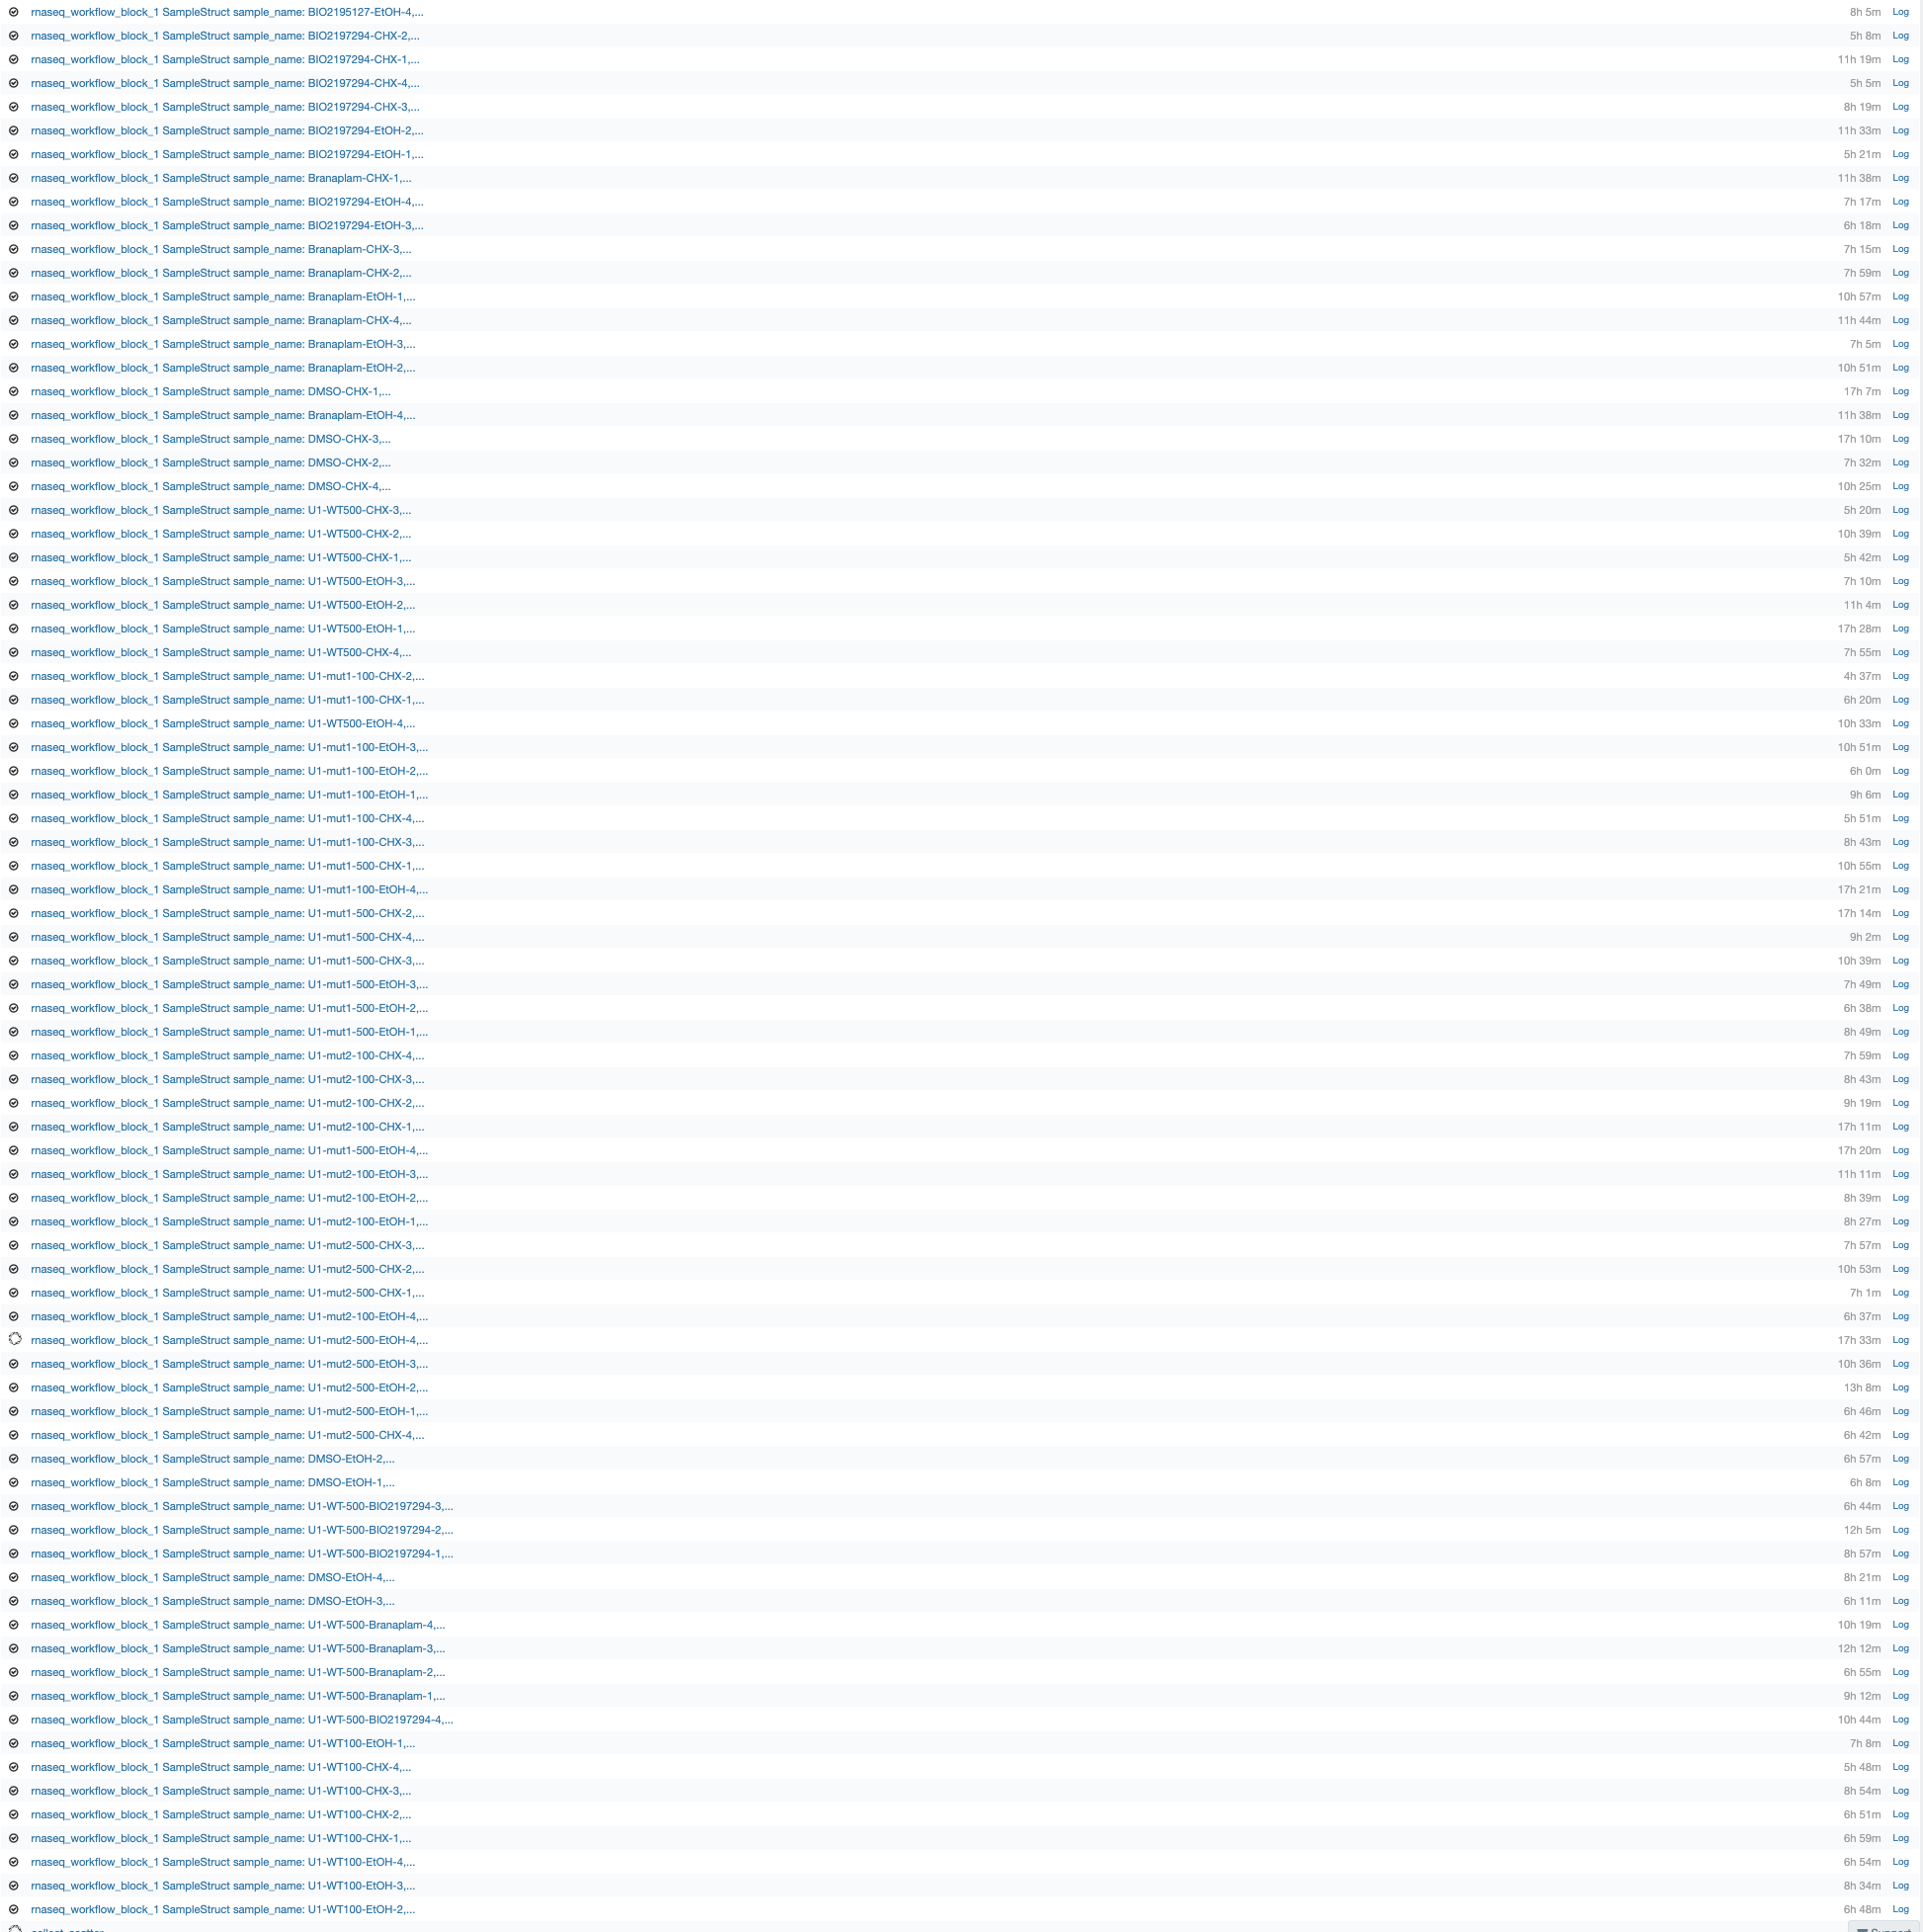 rnaseq_workflow_block_1 SampleStruct sample_name: BIO2195127-EtOH-4,... 8h 5m Log
rnaseq_workflow_block_1 SampleStruct sample_name: BIO2197294-CHX-2,... 5h 8m Log
rnaseq_workflow_block_1 SampleStruct sample_name: BIO2197294-CHX-1,... 11h 19m Log
rnaseq_workflow_block_1 SampleStruct sample_name: BIO2197294-CHX-4,... 5h 5m Log
rnaseq_workflow_block_1 SampleStruct sample_name: BIO2197294-CHX-3,... 8h 19m Log
rnaseq_workflow_block_1 SampleStruct sample_name: BIO2197294-EtOH-2,... 11h 33m Log
rnaseq_workflow_block_1 SampleStruct sample_name: BIO2197294-EtOH-1,... 5h 21m Log
rnaseq_workflow_block_1 SampleStruct sample_name: Branaplam-CHX-1,... 11h 38m Log
rnaseq_workflow_block_1 SampleStruct sample_name: BIO2197294-EtOH-4,... 7h 17m Log
rnaseq_workflow_block_1 SampleStruct sample_name: BIO2197294-EtOH-3,... 6h 18m Log
rnaseq_workflow_block_1 SampleStruct sample_name: Branaplam-CHX-3,... 7h 15m Log
rnaseq_workflow_block_1 SampleStruct sample_name: Branaplam-CHX-2,... 7h 59m Log
rnaseq_workflow_block_1 SampleStruct sample_name: Branaplam-EtOH-1,... 10h 57m Log
rnaseq_workflow_block_1 SampleStruct sample_name: Branaplam-CHX-4,... 11h 44m Log
rnaseq_workflow_block_1 SampleStruct sample_name: Branaplam-EtOH-3,... 7h 5m Log
rnaseq_workflow_block_1 SampleStruct sample_name: Branaplam-EtOH-2,... 10h 51m Log
rnaseq_workflow_block_1 SampleStruct sample_name: DMSO-CHX-1,... 17h 7m Log
rnaseq_workflow_block_1 SampleStruct sample_name: Branaplam-EtOH-4,... 11h 38m Log
rnaseq_workflow_block_1 SampleStruct sample_name: DMSO-CHX-3,... 17h 10m Log
rnaseq_workflow_block_1 SampleStruct sample_name: DMSO-CHX-2,... 7h 32m Log
rnaseq_workflow_block_1 SampleStruct sample_name: DMSO-CHX-4,... 10h 25m Log
rnaseq_workflow_block_1 SampleStruct sample_name: U1-WT500-CHX-3,... 5h 20m Log
rnaseq_workflow_block_1 SampleStruct sample_name: U1-WT500-CHX-2,... 10h 39m Log
rnaseq_workflow_block_1 SampleStruct sample_name: U1-WT500-CHX-1,... 5h 42m Log
rnaseq_workflow_block_1 SampleStruct sample_name: U1-WT500-EtOH-3,... 7h 10m Log
rnaseq_workflow_block_1 SampleStruct sample_name: U1-WT500-EtOH-2,... 11h 4m Log
rnaseq_workflow_block_1 SampleStruct sample_name: U1-WT500-EtOH-1,... 17h 28m Log
rnaseq_workflow_block_1 SampleStruct sample_name: U1-WT500-CHX-4,... 7h 55m Log
rnaseq_workflow_block_1 SampleStruct sample_name: U1-mut1-100-CHX-2,... 4h 37m Log
rnaseq_workflow_block_1 SampleStruct sample_name: U1-mut1-100-CHX-1,... 6h 20m Log
rnaseq_workflow_block_1 SampleStruct sample_name: U1-WT500-EtOH-4,... 10h 33m Log
rnaseq_workflow_block_1 SampleStruct sample_name: U1-mut1-100-EtOH-3,... 10h 51m Log
rnaseq_workflow_block_1 SampleStruct sample_name: U1-mut1-100-EtOH-2,... 6h 0m Log
rnaseq_workflow_block_1 SampleStruct sample_name: U1-mut1-100-EtOH-1,... 9h 6m Log
rnaseq_workflow_block_1 SampleStruct sample_name: U1-mut1-100-CHX-4,... 5h 51m Log
rnaseq_workflow_block_1 SampleStruct sample_name: U1-mut1-100-CHX-3,... 8h 43m Log
rnaseq_workflow_block_1 SampleStruct sample_name: U1-mut1-500-CHX-1,... 10h 55m Log
rnaseq_workflow_block_1 SampleStruct sample_name: U1-mut1-100-EtOH-4,... 17h 21m Log
rnaseq_workflow_block_1 SampleStruct sample_name: U1-mut1-500-CHX-2,... 17h 14m Log
rnaseq_workflow_block_1 SampleStruct sample_name: U1-mut1-500-CHX-4,... 9h 2m Log
rnaseq_workflow_block_1 SampleStruct sample_name: U1-mut1-500-CHX-3,... 10h 39m Log
rnaseq_workflow_block_1 SampleStruct sample_name: U1-mut1-500-EtOH-3,... 7h 49m Log
rnaseq_workflow_block_1 SampleStruct sample_name: U1-mut1-500-EtOH-2,... 6h 38m Log
rnaseq_workflow_block_1 SampleStruct sample_name: U1-mut1-500-EtOH-1,... 8h 49m Log
rnaseq_workflow_block_1 SampleStruct sample_name: U1-mut2-100-CHX-4,... 7h 59m Log
rnaseq_workflow_block_1 SampleStruct sample_name: U1-mut2-100-CHX-3,... 8h 43m Log
rnaseq_workflow_block_1 SampleStruct sample_name: U1-mut2-100-CHX-2,... 9h 19m Log
rnaseq_workflow_block_1 SampleStruct sample_name: U1-mut2-100-CHX-1,... 17h 11m Log
rnaseq_workflow_block_1 SampleStruct sample_name: U1-mut1-500-EtOH-4,... 17h 20m Log
rnaseq_workflow_block_1 SampleStruct sample_name: U1-mut2-100-EtOH-3,... 11h 11m Log
rnaseq_workflow_block_1 SampleStruct sample_name: U1-mut2-100-EtOH-2,... 8h 39m Log
rnaseq_workflow_block_1 SampleStruct sample_name: U1-mut2-100-EtOH-1,... 8h 27m Log
rnaseq_workflow_block_1 SampleStruct sample_name: U1-mut2-500-CHX-3,... 7h 57m Log
rnaseq_workflow_block_1 SampleStruct sample_name: U1-mut2-500-CHX-2,... 10h 53m Log
rnaseq_workflow_block_1 SampleStruct sample_name: U1-mut2-500-CHX-1,... 7h 1m Log
rnaseq_workflow_block_1 SampleStruct sample_name: U1-mut2-100-EtOH-4,... 6h 37m Log
rnaseq_workflow_block_1 SampleStruct sample_name: U1-mut2-500-EtOH-4,... 17h 33m Log
rnaseq_workflow_block_1 SampleStruct sample_name: U1-mut2-500-EtOH-3,... 10h 36m Log
rnaseq_workflow_block_1 SampleStruct sample_name: U1-mut2-500-EtOH-2,... 13h 8m Log
rnaseq_workflow_block_1 SampleStruct sample_name: U1-mut2-500-EtOH-1,... 6h 46m Log
rnaseq_workflow_block_1 SampleStruct sample_name: U1-mut2-500-CHX-4,... 6h 42m Log
rnaseq_workflow_block_1 SampleStruct sample_name: DMSO-EtOH-2,... 6h 57m Log
rnaseq_workflow_block_1 SampleStruct sample_name: DMSO-EtOH-1,... 6h 8m Log
rnaseq_workflow_block_1 SampleStruct sample_name: U1-WT-500-BIO2197294-3,... 6h 44m Log
rnaseq_workflow_block_1 SampleStruct sample_name: U1-WT-500-BIO2197294-2,... 12h 5m Log
rnaseq_workflow_block_1 SampleStruct sample_name: U1-WT-500-BIO2197294-1,... 8h 57m Log
rnaseq_workflow_block_1 SampleStruct sample_name: DMSO-EtOH-4,... 8h 21m Log
rnaseq_workflow_block_1 SampleStruct sample_name: DMSO-EtOH-3,... 6h 11m Log
rnaseq_workflow_block_1 SampleStruct sample_name: U1-WT-500-Branaplam-4,... 10h 19m Log
rnaseq_workflow_block_1 SampleStruct sample_name: U1-WT-500-Branaplam-3,... 12h 12m Log
rnaseq_workflow_block_1 SampleStruct sample_name: U1-WT-500-Branaplam-2,... 6h 55m Log
rnaseq_workflow_block_1 SampleStruct sample_name: U1-WT-500-Branaplam-1,... 9h 12m Log
rnaseq_workflow_block_1 SampleStruct sample_name: U1-WT-500-BIO2197294-4,... 10h 44m Log
rnaseq_workflow_block_1 SampleStruct sample_name: U1-WT100-EtOH-1,... 7h 8m Log
rnaseq_workflow_block_1 SampleStruct sample_name: U1-WT100-CHX-4,... 5h 48m Log
rnaseq_workflow_block_1 SampleStruct sample_name: U1-WT100-CHX-3,... 8h 54m Log
rnaseq_workflow_block_1 SampleStruct sample_name: U1-WT100-CHX-2,... 6h 51m Log
rnaseq_workflow_block_1 SampleStruct sample_name: U1-WT100-CHX-1,... 6h 59m Log
rnaseq_workflow_block_1 SampleStruct sample_name: U1-WT100-EtOH-4,... 6h 54m Log
rnaseq_workflow_block_1 SampleStruct sample_name: U1-WT100-EtOH-3,... 8h 34m Log
rnaseq_workflow_block_1 SampleStruct sample_name: U1-WT100-EtOH-2,... 6h 48m Log